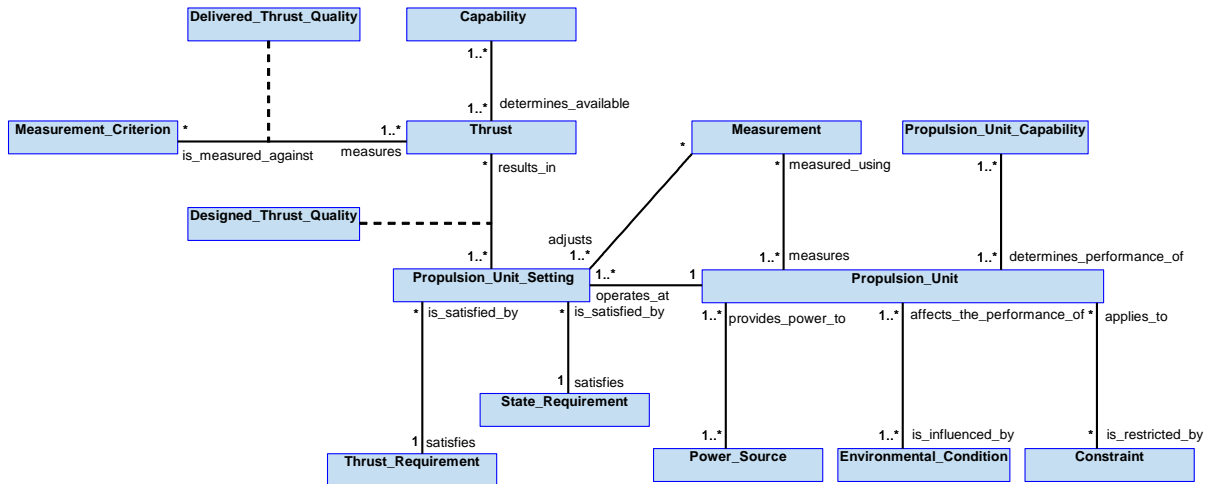 Delivered_Thrust_Quality
Capability
1..*
1..*
determines_available
Measurement_Criterion
*
1..*
Thrust
Measurement
Propulsion_Unit_Capability
is_measured_against
measures
*
results_in
*
*
measured_using
1..*
Designed_Thrust_Quality
adjusts
1..*
1..*
1..*
measures
1..*
determines_performance_of
Propulsion_Unit_Setting
1..*
1
Propulsion_Unit
operates_at
*
is_satisfied_by
*
is_satisfied_by
1..*
provides_power_to
1..*
affects_the_performance_of
*
applies_to
1
satisfies
State_Requirement
1
satisfies
1..*
1..*
is_influenced_by
*
is_restricted_by
Thrust_Requirement
Power_Source
Environmental_Condition
Constraint